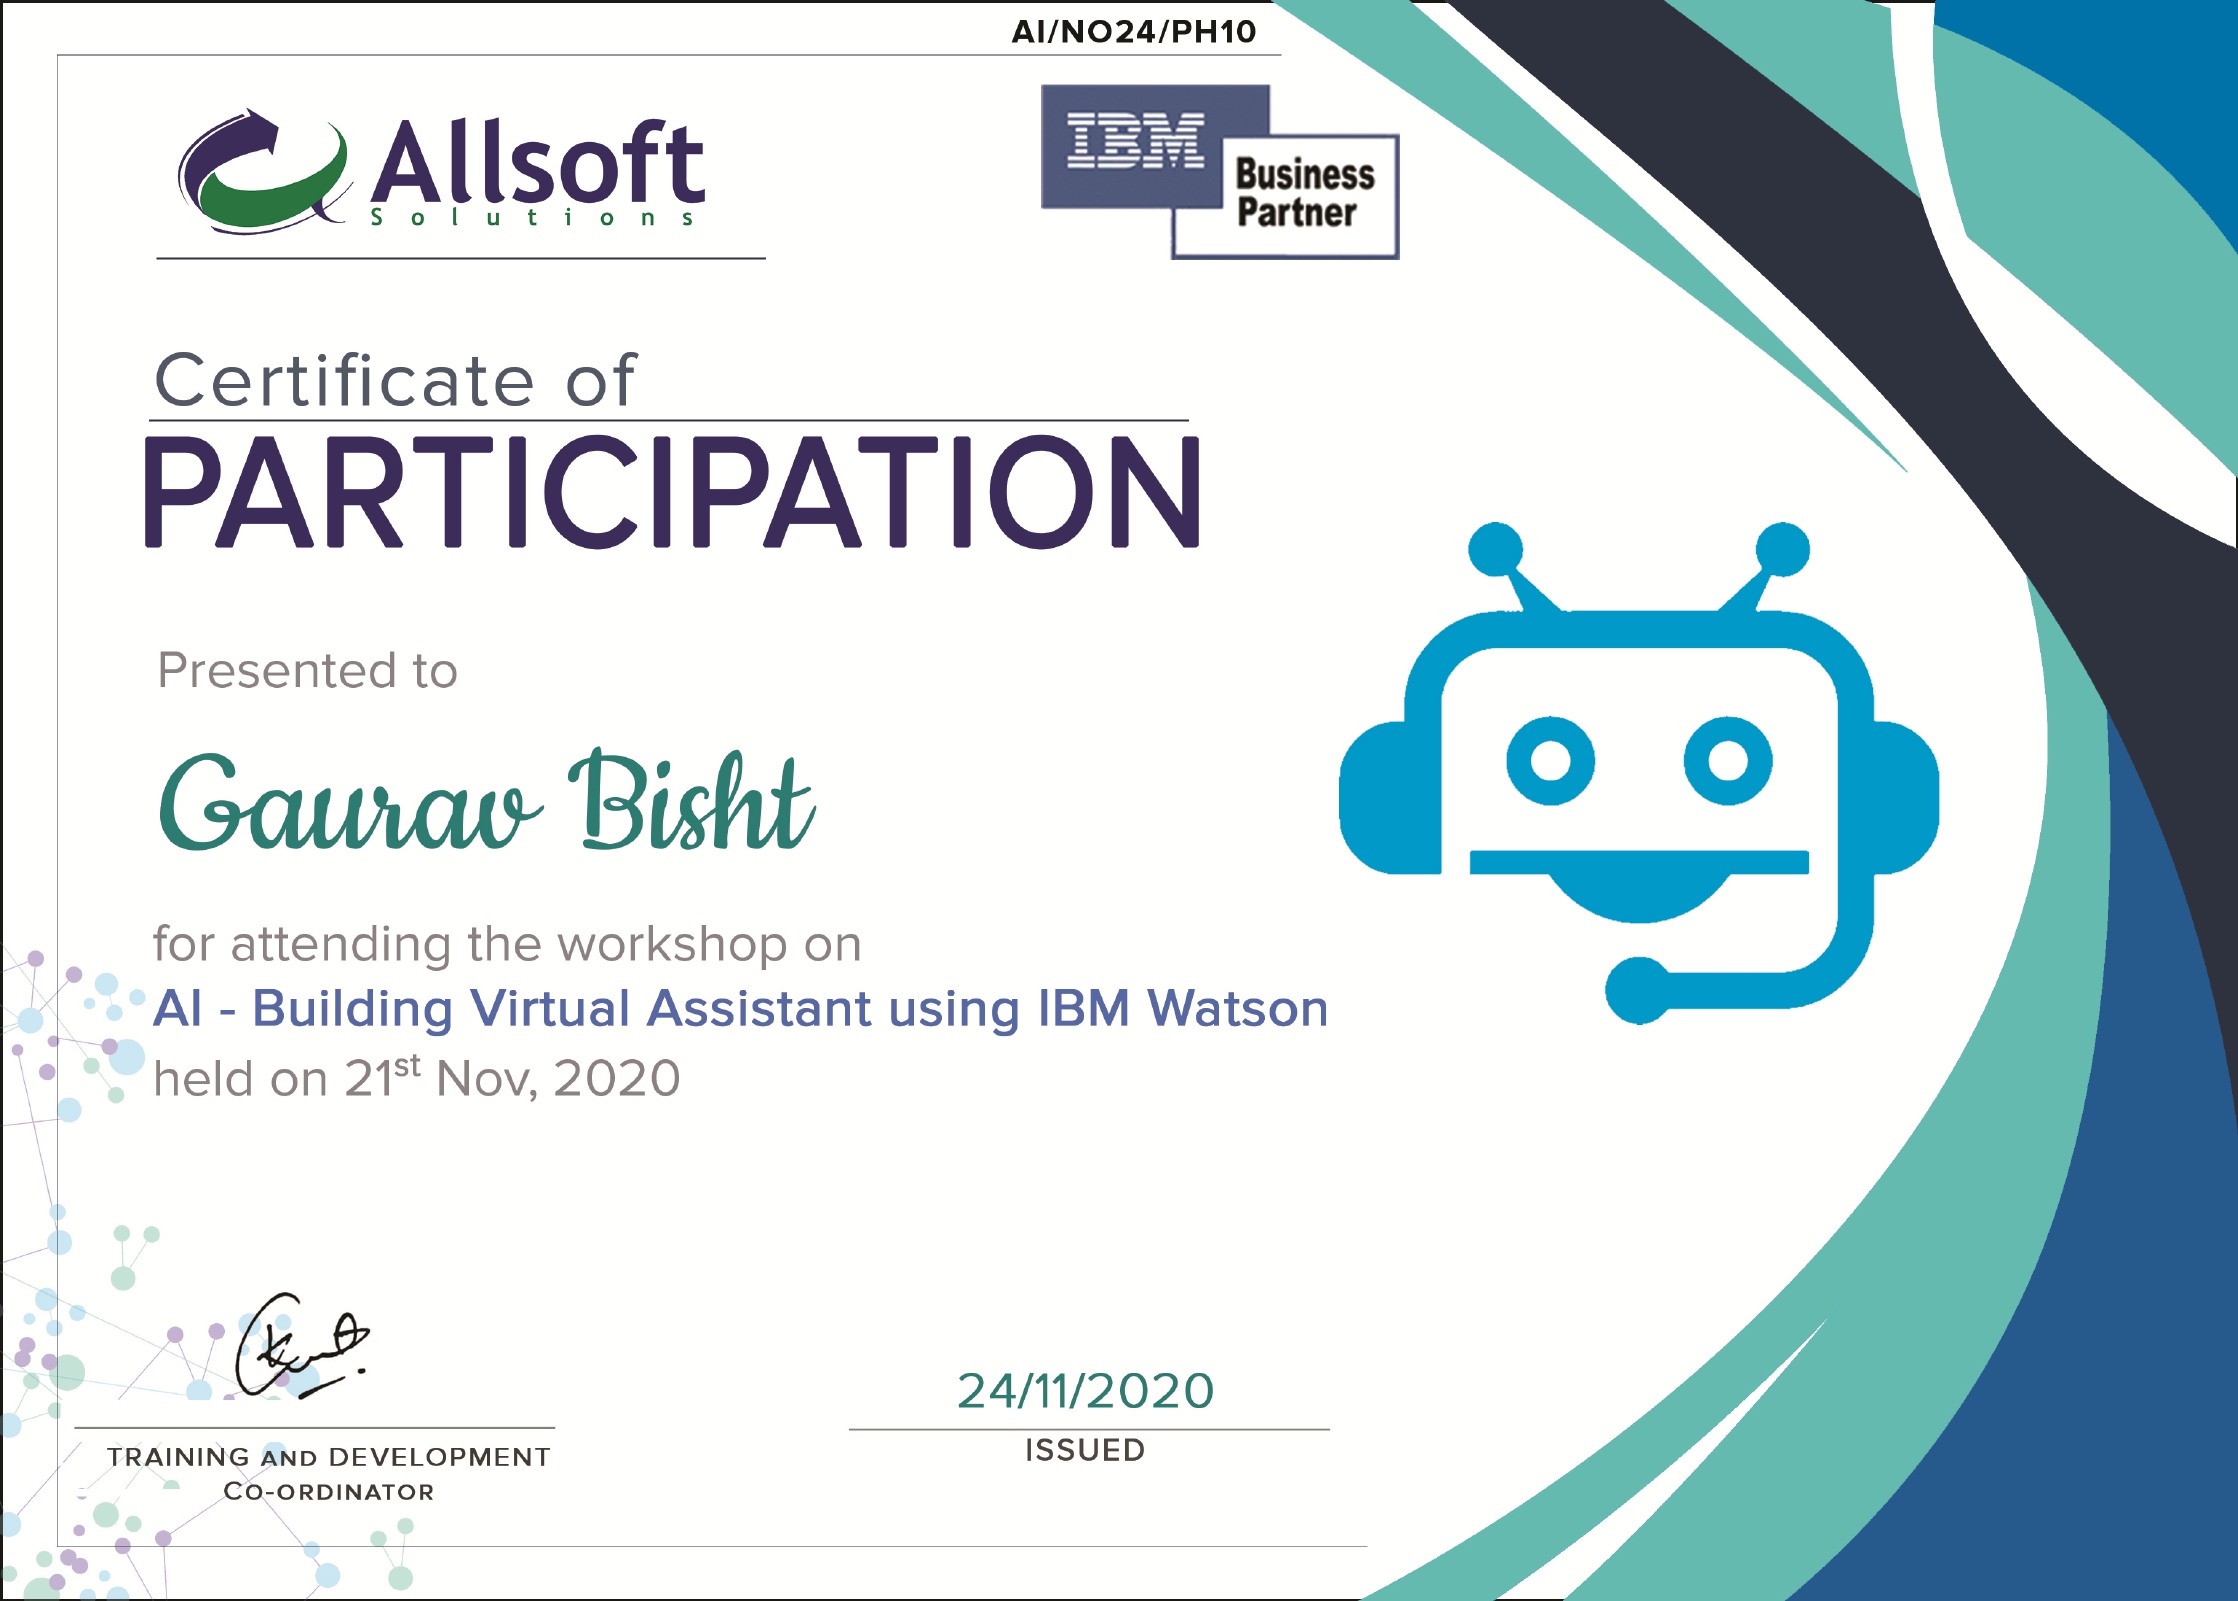 AI/NO24/PH10
Allsoft
Solutions
IBM
Business
Partner
Certificate of
PARTICIPATION
Presented to
Gaurav Bisht
for attending the workshop on
AI - Building Virtual Assistant using IBM Watson
held on 21st Nov, 2020
24/11/2020
TRAINING AND DEVELOPMENT
CO-ORDINATOR
ISSUED